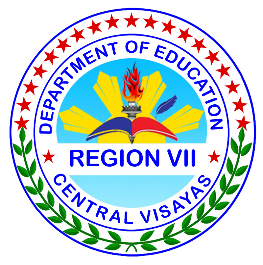 DEPARTMENT OF EDUCATION
REGION VII
CENTRAL VISAYAS